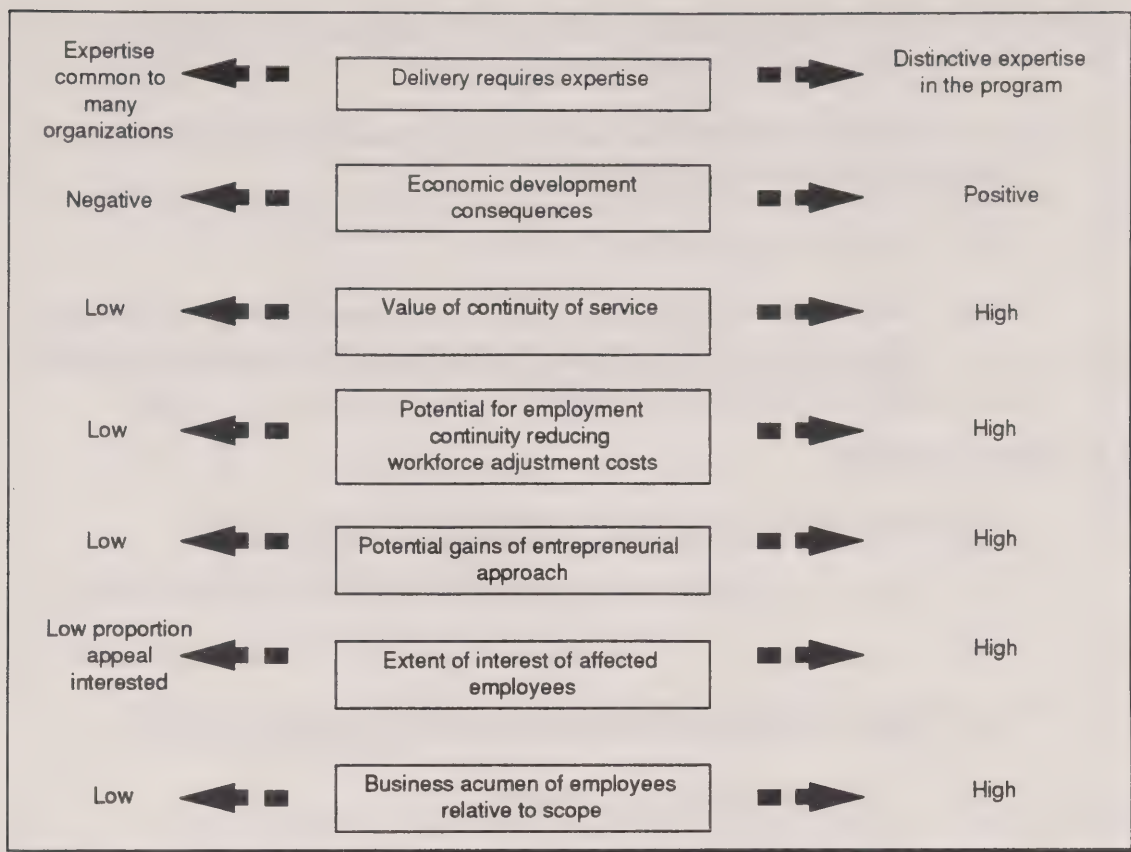 Expertise
common to
many
organizations
Delivery requires expertise
Distinctive expertise
in the program
Negative
Economic development
consequences
Positive
Low
Value of continuity of service
High
Low
Potential for employment
continuity reducing
workforce adjustment costs
High
Low
Potential gains of entrepreneurial
approach
High
Low proportion
appeal
interested
Extent of interest of affected
employees
High
Low
Business acumen of employees
relative to scope
High